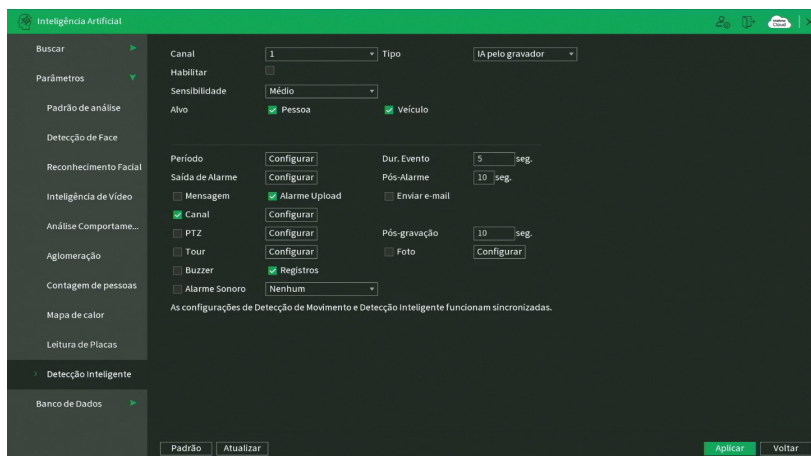 Inteligência Artificial
Buscar
Parâmetros
Padrão de análise
Detecção de Face
Reconhecimento Facial
Inteligência de Vídeo
Análise Comportame...
Aglomeração
Contagem de pessoas
Mapa de calor
Leitura de Placas
Detecção Inteligente
Banco de Dados
Canal 1 Tipo IA pelo gravador
Habilitar
Sensibilidade Médio
Alvo Pessoa Veículo
Período Configurar Dur. Evento 5 seg.
Saída de Alarme Configurar Pós-Alarme 10 seg.
Mensagem Alarme Upload Enviar e-mail
Canal Configurar
PTZ Configurar Pós-gravação 10 seg.
Tour Configurar Foto Configurar
Buzzer Registros
Alarme Sonoro Nenhum
As configurações de Detecção de Movimento e Detecção Inteligente funcionam sincronizadas.
Padrão Atualizar Aplicar Voltar